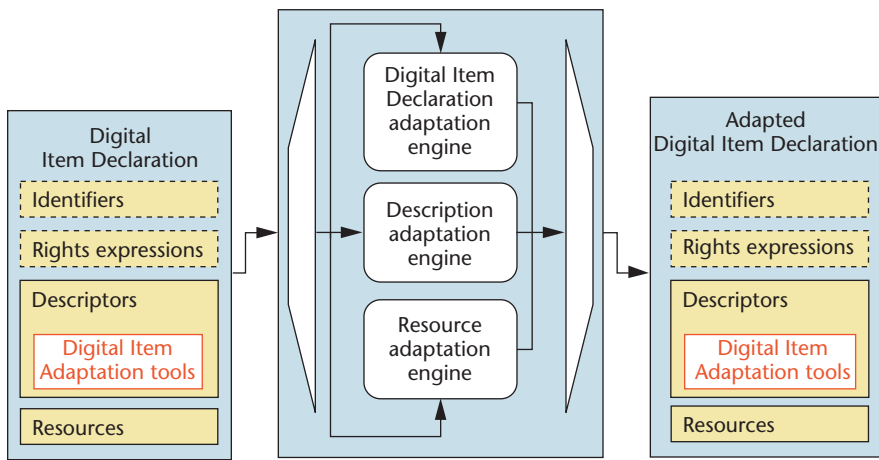 Digital
Item Declaration
Identifiers
Rights expressions
Descriptors
Digital Item
Adaptation tools
Resources
Digital Item
Declaration
adaptation
engine
Description
adaptation
engine
Resource
adaptation
engine
Adapted
Digital Item Declaration
Identifiers
Rights expressions
Descriptors
Digital Item
Adaptation tools
Resources